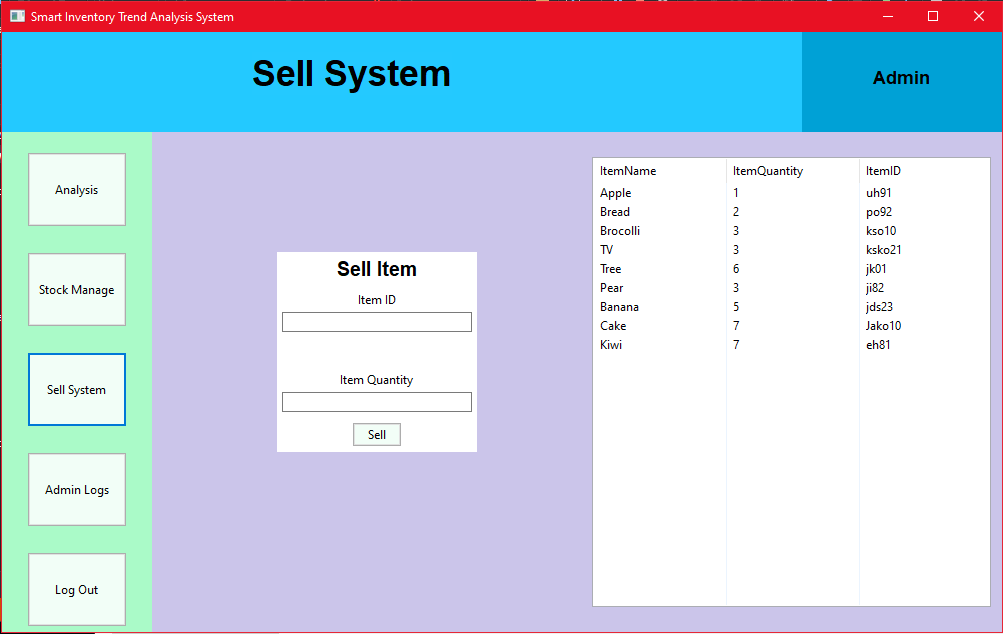 Smart Inventory Trend Analysis System
Sell System
Admin
Analysis
Stock Manage
Sell System
Admin Logs
Log Out
Sell Item
Item ID
Item Quantity
Sell
ItemName ItemQuantity ItemID
Apple 1 uh91
Bread 2 po92
Brocolli 3 kso10
TV 3 ksko21
Tree 6 jk01
Pear 3 ji82
Banana 5 jds23
Cake 7 Jako10
Kiwi 7 eh81